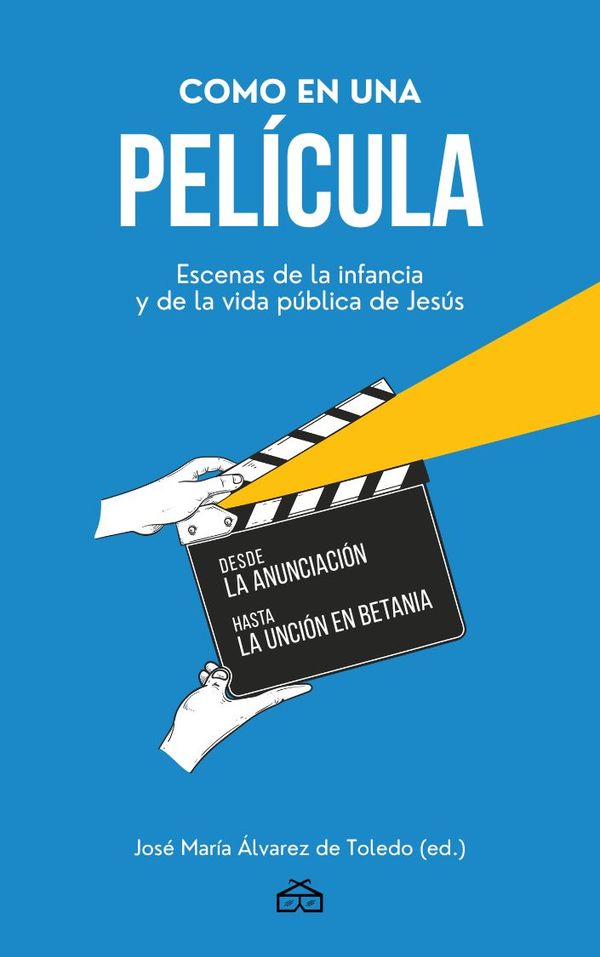 COMO EN UNA
PELÍCULA
Escenas de la infancia
y de la vida pública de Jesús
DESDE
LA ANUNCIACIÓN
HASTA
LA UNCIÓN EN BETANIA
José María Álvarez de Toledo (ed.)